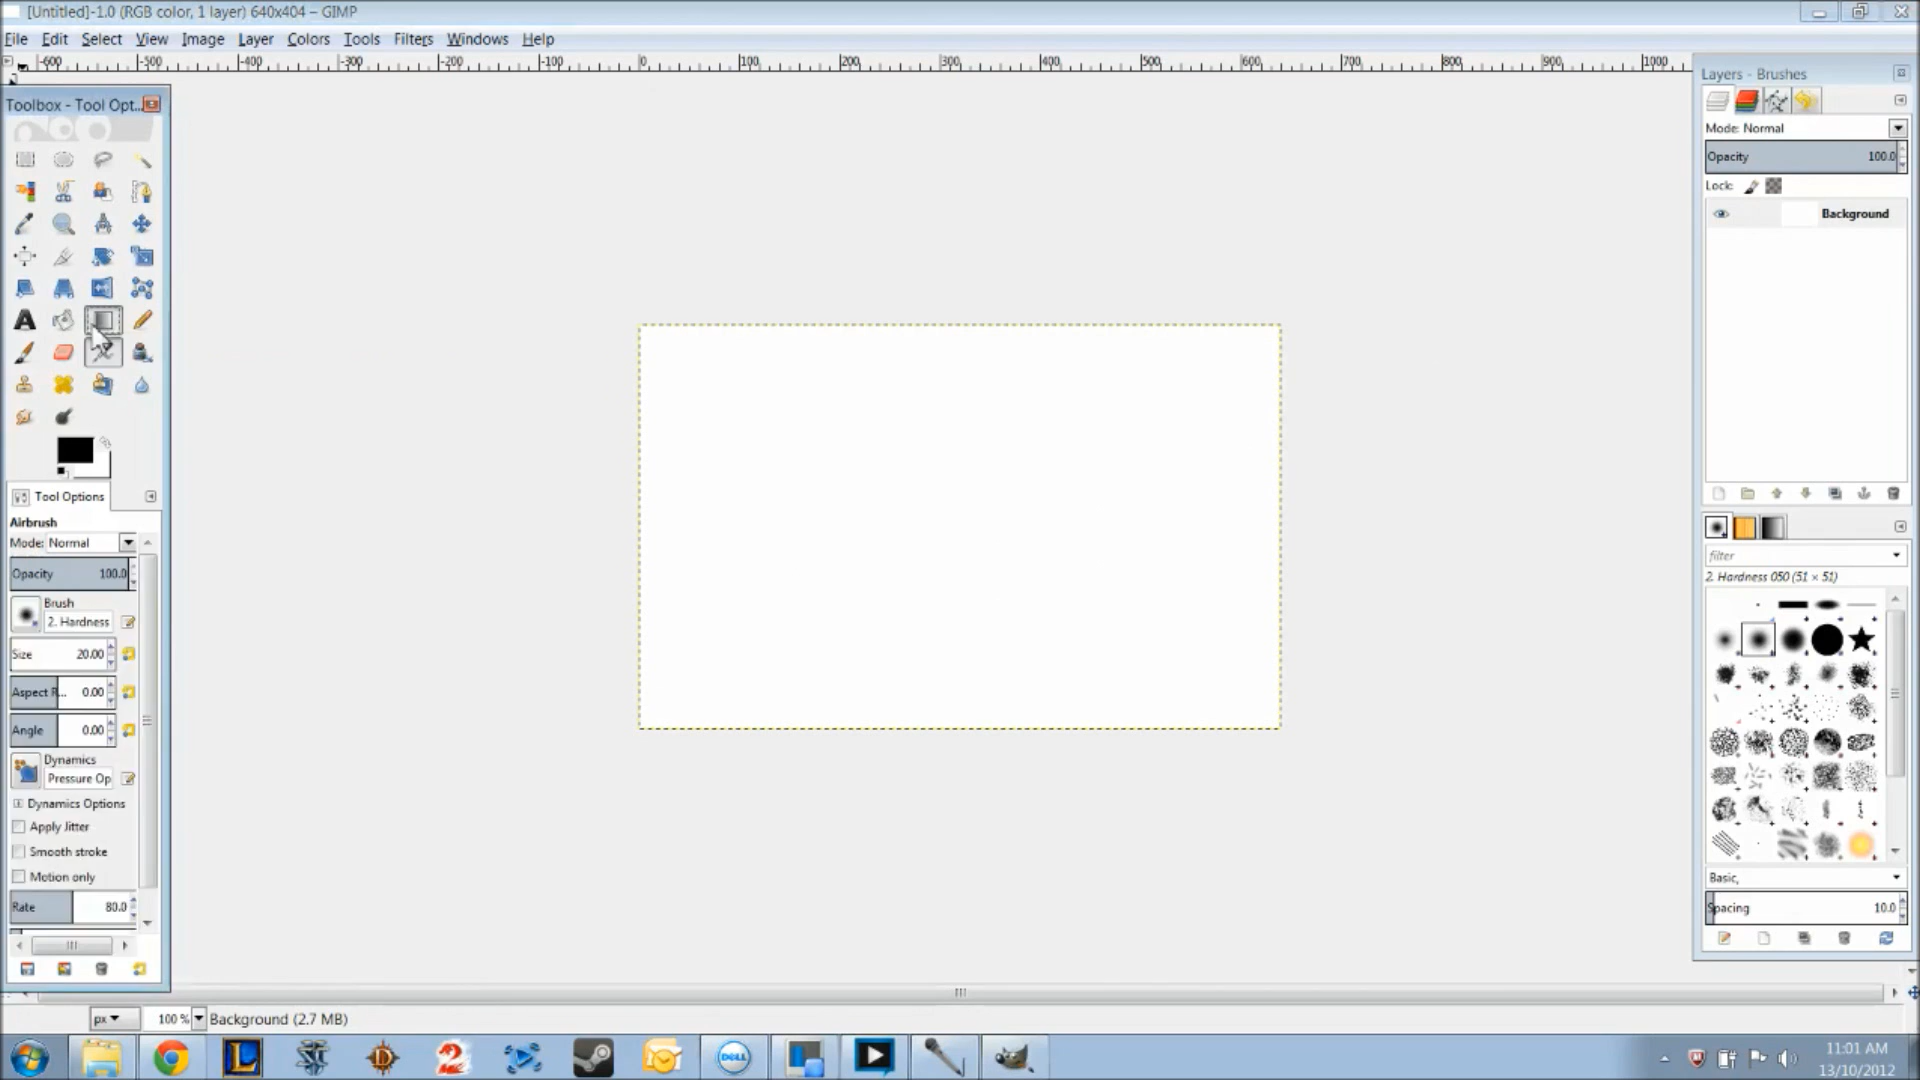 [Untitled]-1.0 (RGB color, 1 layer) 640x404 – GIMP
File Edit Select View Image Layer Colors Tools Filters Windows Help
-600 -500 -400 -300 -200 -100 0 100 200 300 400 500 600 700 800 900 1000
Toolbox - Tool Opt...
Tool Options
Airbrush
Mode: Normal
Opacity 100.0
Brush
2. Hardness
Size 20.00
Aspect R... 0.00
Angle 0.00
Dynamics
Pressure Op
Dynamics Options
Apply Jitter
Smooth stroke
Motion only
Rate 80.0
Layers - Brushes
Mode: Normal
Opacity 100.0
Lock:
Background
filter
2. Hardness 050 (51 × 51)
Basic,
Spacing 10.0
px 100 % Background (2.7 MB)
L
2
DELL
11:01 AM
13/10/2012